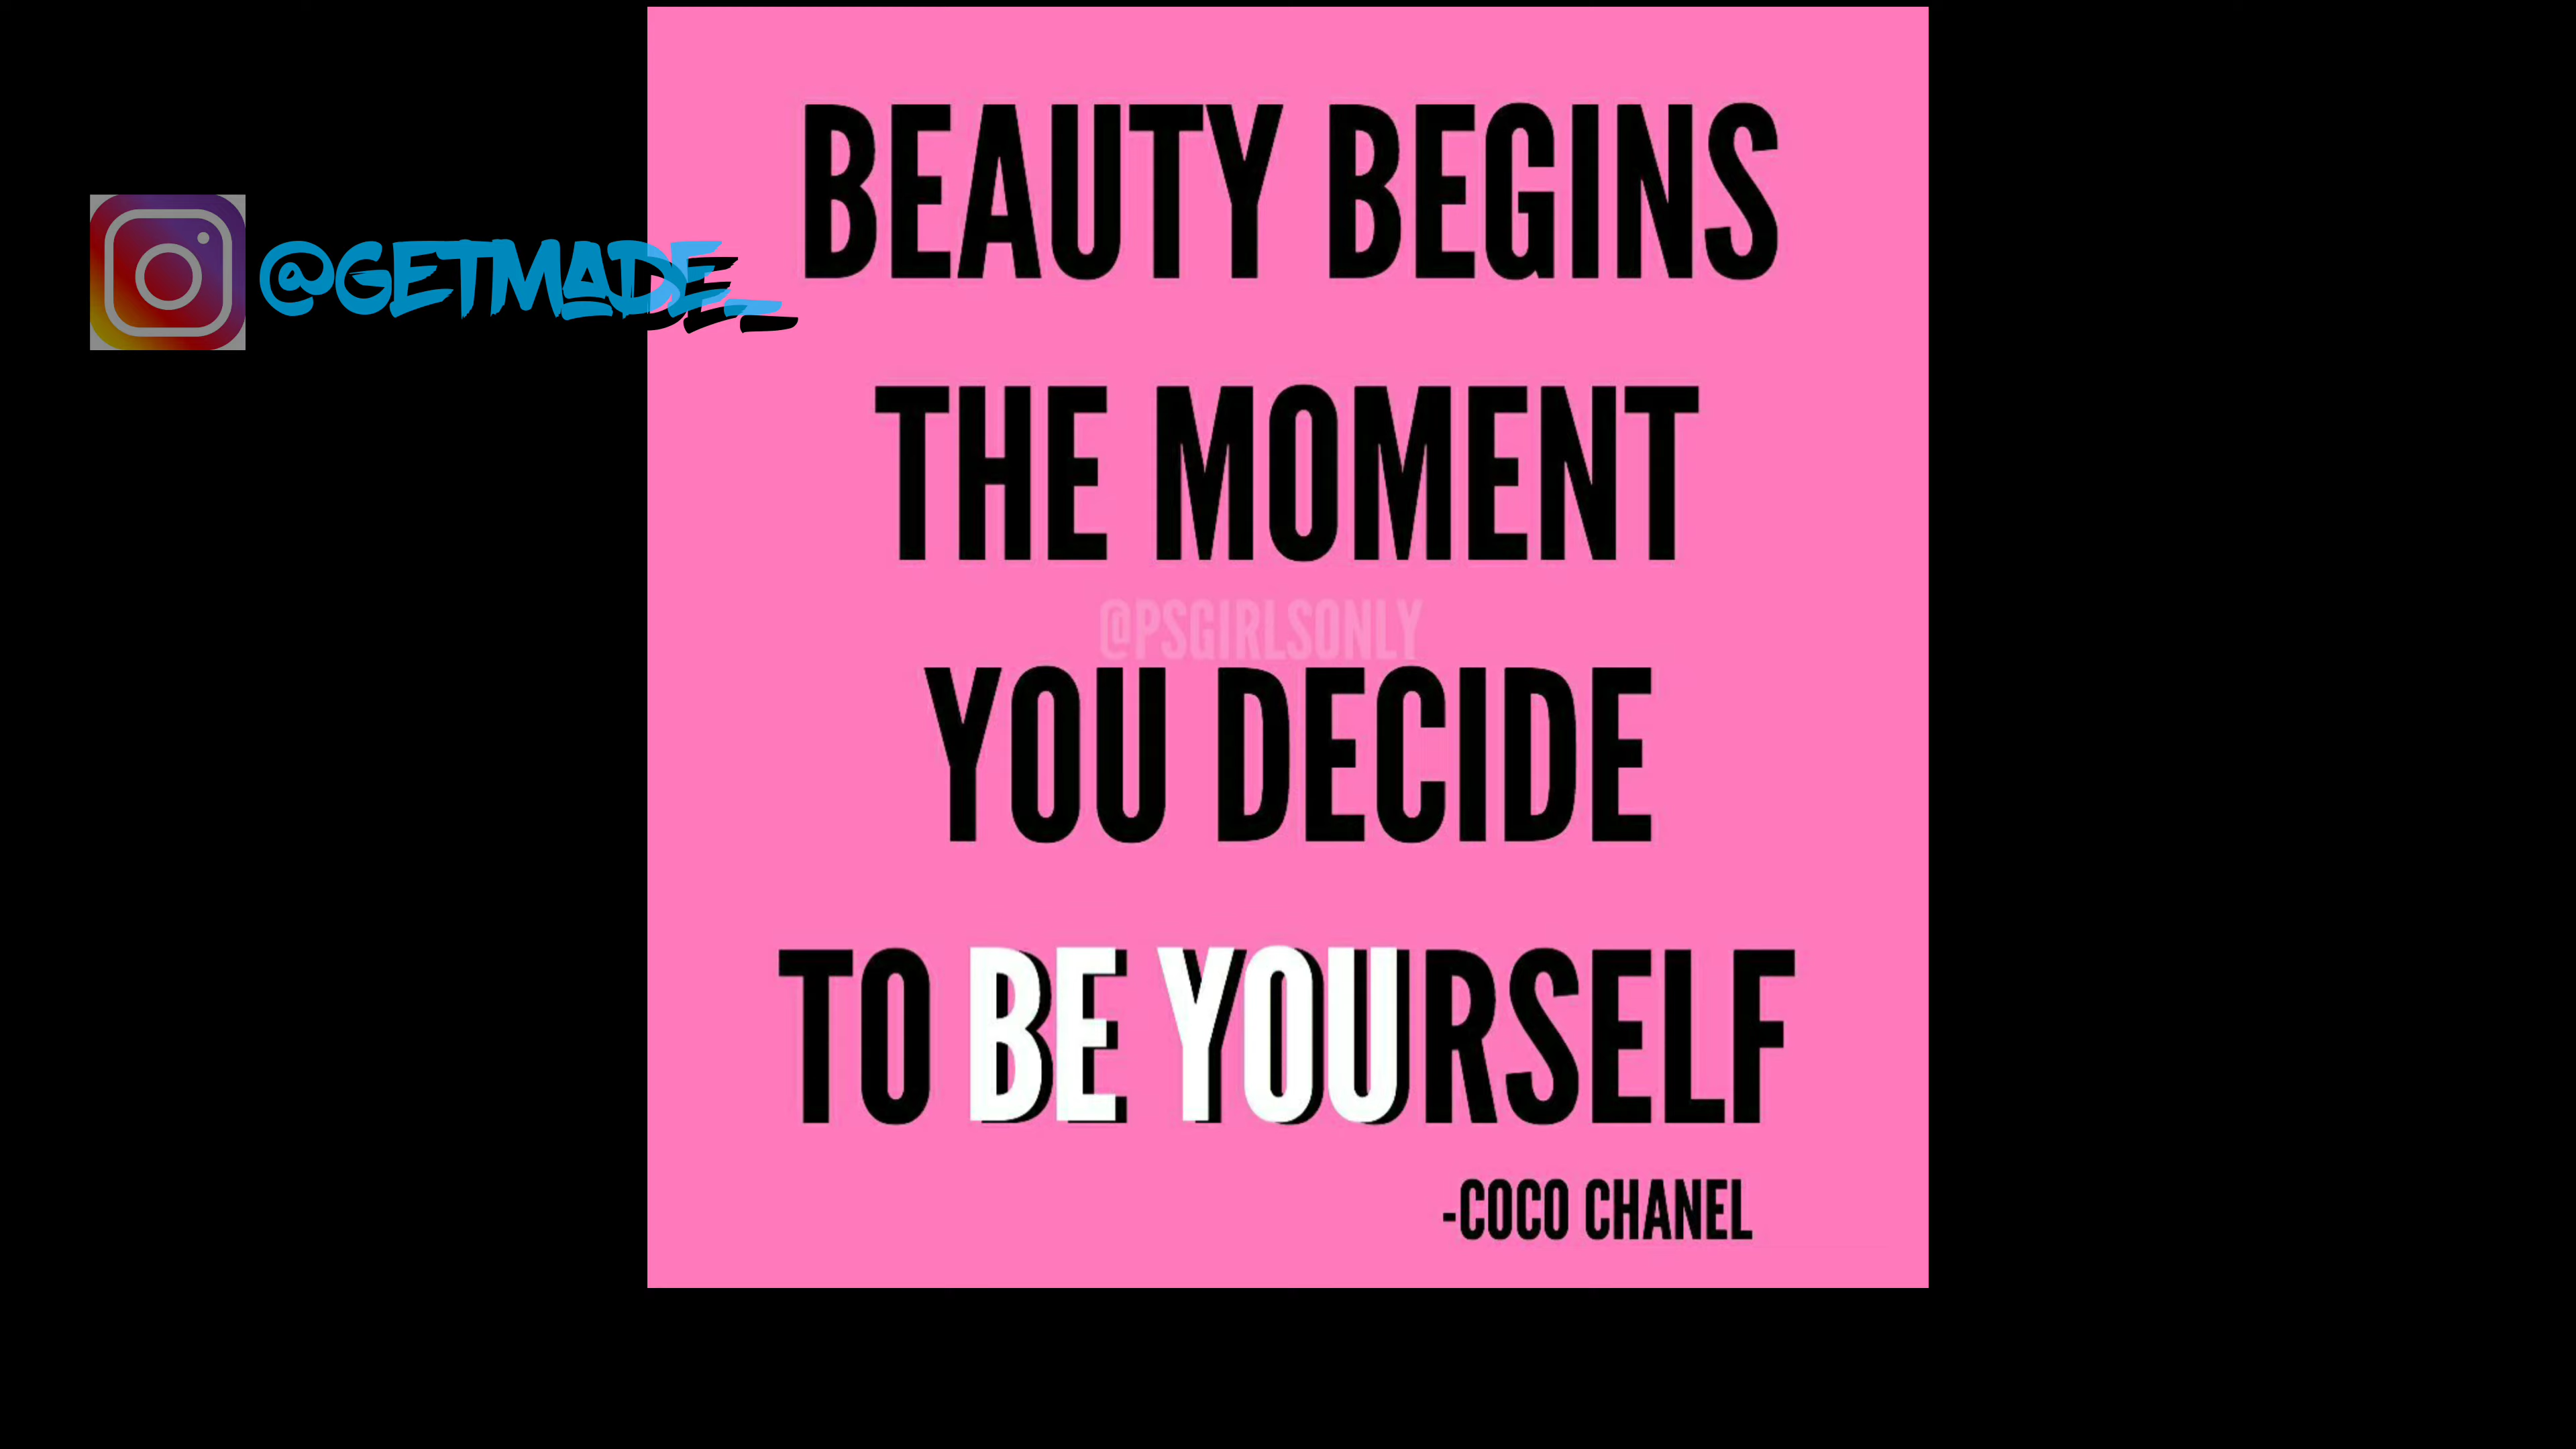 @GETMADE_
BEAUTY BEGINS
THE MOMENT
@PSGIRLSONLY
YOU DECIDE
TO BE YOURSELF
-COCO CHANEL